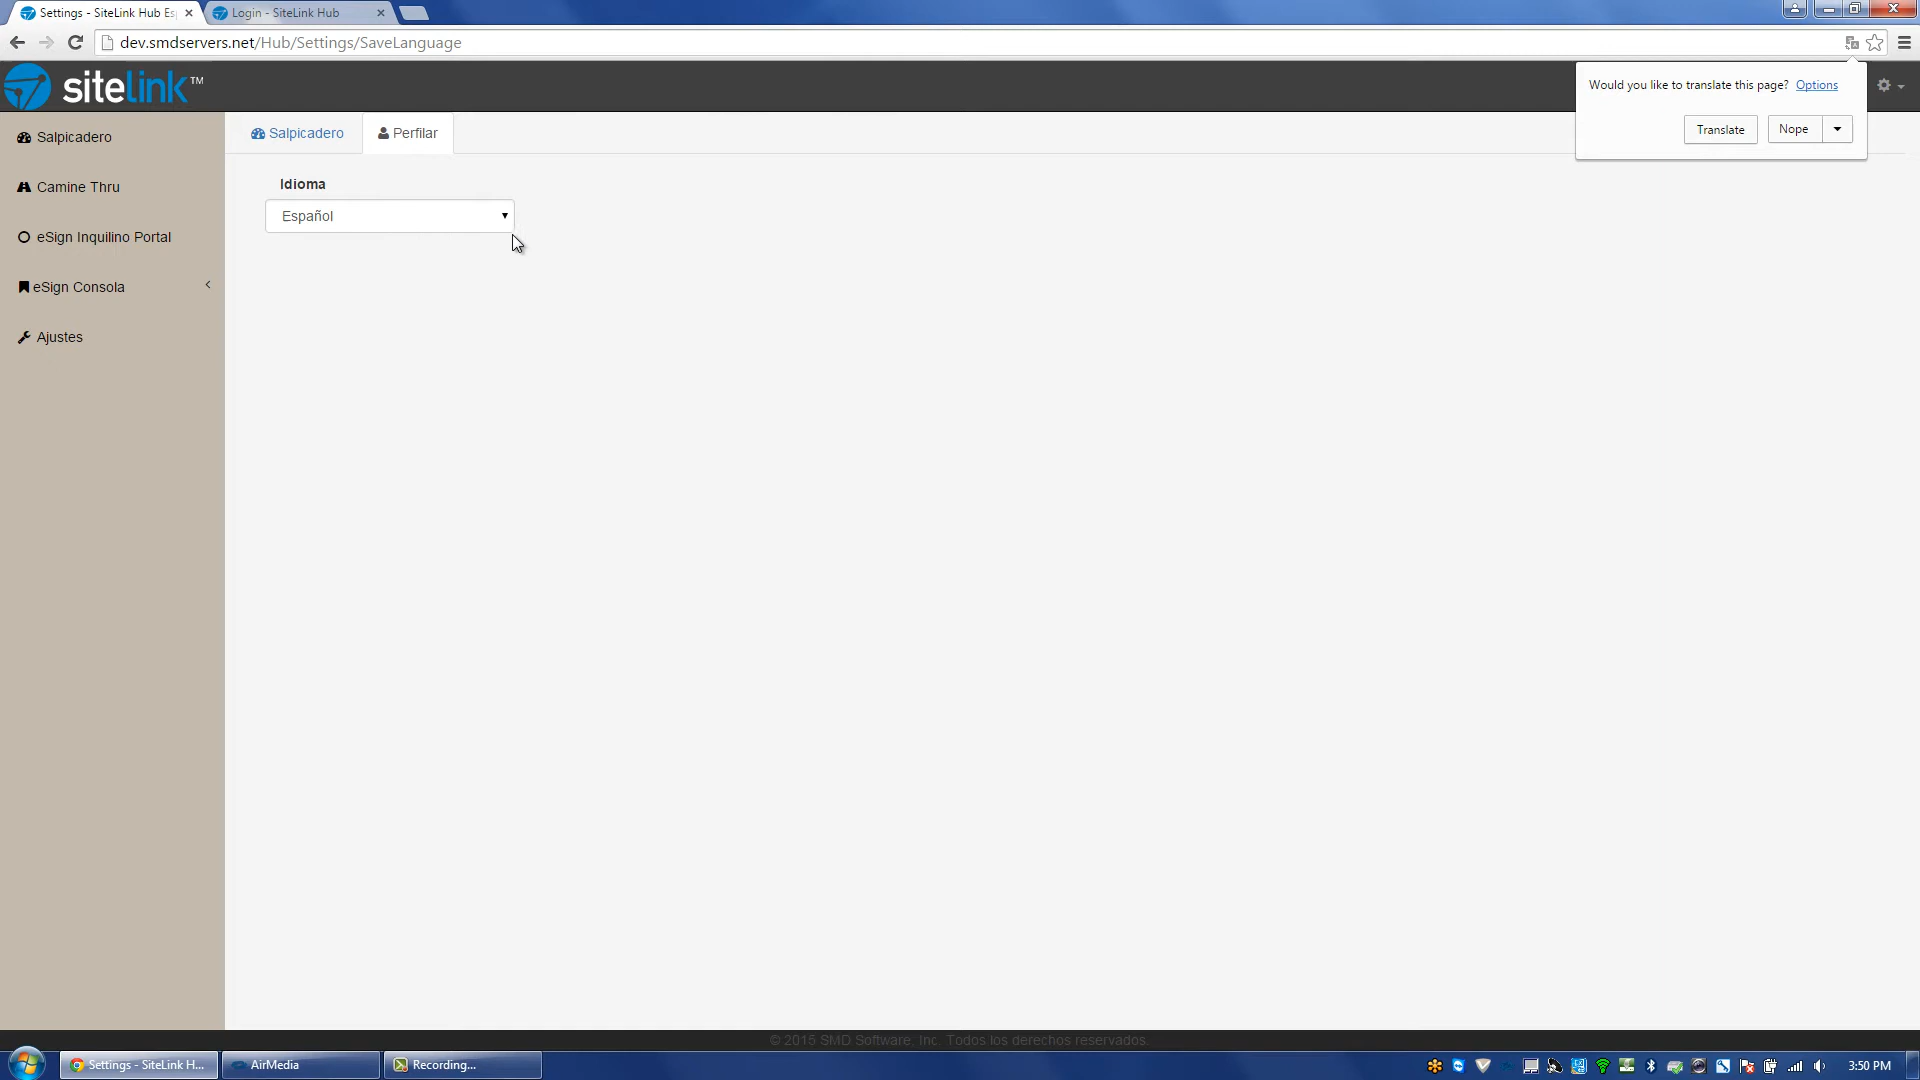 Settings - SiteLink Hub Es
Login - SiteLink Hub
dev.smdservers.net/Hub/Settings/SaveLanguage
sitelink™
Would you like to translate this page? Options
Translate
Nope
Salpicadero
Camine Thru
eSign Inquilino Portal
eSign Consola
Ajustes
Salpicadero
Perfilar
Idioma
Español
© 2015 SMD Software, Inc. Todos los derechos reservados.
Settings - SiteLink H...
AirMedia
Recording...
3:50 PM